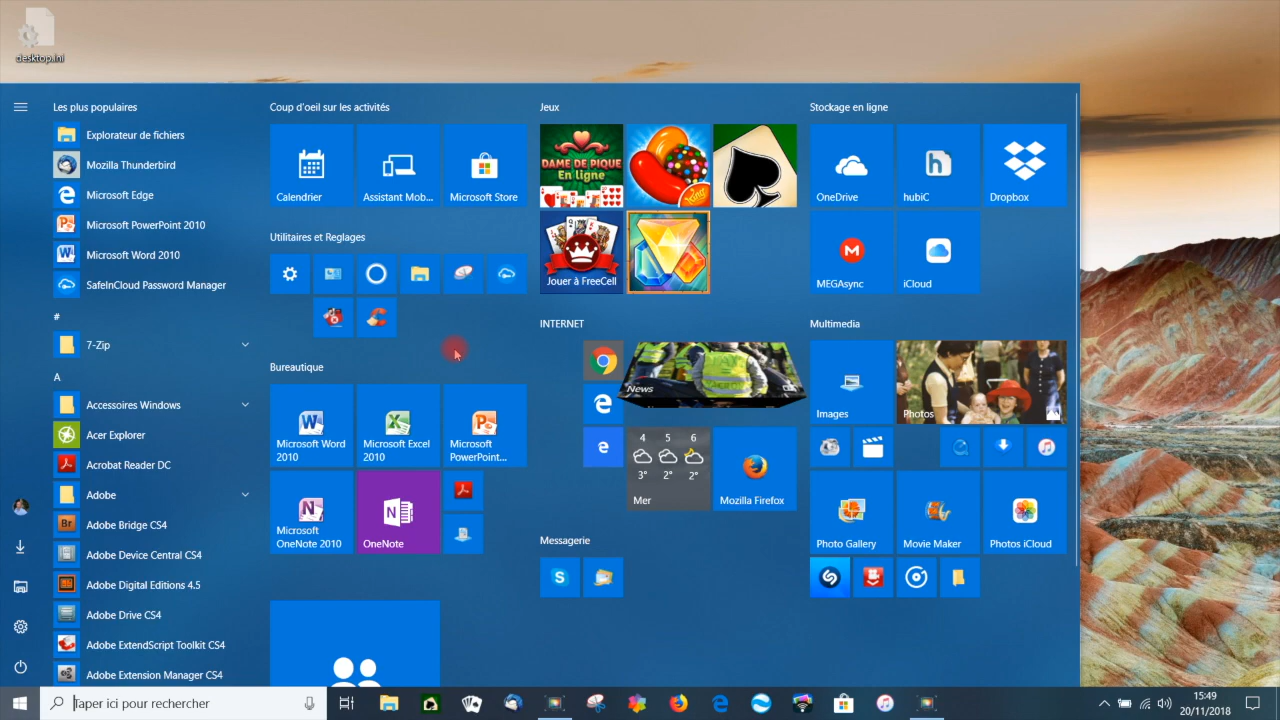 desktop.ini
Les plus populaires
Explorateur de fichiers
Mozilla Thunderbird
Microsoft Edge
Microsoft PowerPoint 2010
Microsoft Word 2010
SafeInCloud Password Manager
#
7-Zip
A
Accessoires Windows
Acer Explorer
Acrobat Reader DC
Adobe
Adobe Bridge CS4
Adobe Device Central CS4
Adobe Digital Editions 4.5
Adobe Drive CS4
Adobe ExtendScript Toolkit CS4
Adobe Extension Manager CS4
Coup d'oeil sur les activités
Calendrier
Assistant Mob...
Microsoft Store
Utilitaires et Reglages
Bureautique
Microsoft Word
2010
Microsoft Excel
2010
Microsoft
PowerPoint...
Microsoft
OneNote 2010
OneNote
Jeux
DAME DE PIQUE
En ligne
King
Jouer à FreeCell
INTERNET
News
4 5 6
3° 2° 2°
Mer
Mozilla Firefox
Messagerie
Stockage en ligne
OneDrive
hubiC
Dropbox
MEGAsync
iCloud
Multimedia
Images
Photos
Photo Gallery
Movie Maker
Photos iCloud
Taper ici pour rechercher
15:49
20/11/2018